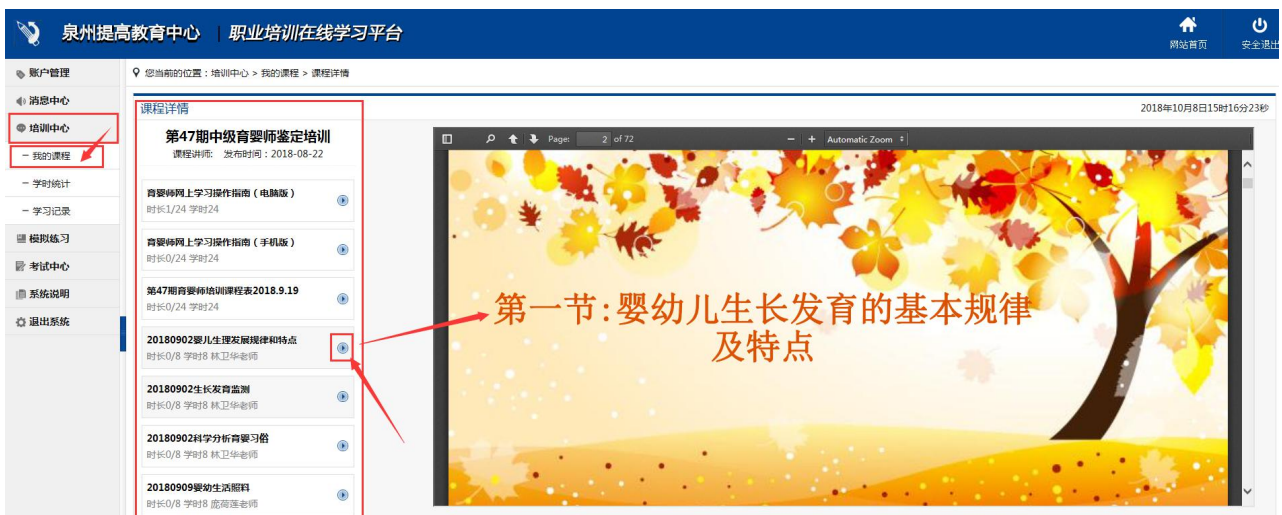 泉州提高教育中心 | 职业培训在线学习平台
网站首页
安全退出
账户管理
消息中心
培训中心
- 我的课程
- 学时统计
- 学习记录
模拟练习
考试中心
系统说明
退出系统
您当前的位置：培训中心 > 我的课程 > 课程详情
课程详情
2018年10月8日15时16分23秒
第47期中级育婴师鉴定培训
课程讲师: 发布时间：2018-08-22
育婴师网上学习操作指南（电脑版）
时长1/24 学时24
育婴师网上学习操作指南（手机版）
时长0/24 学时24
第47期育婴师培训课程表2018.9.19
时长0/24 学时24
20180902婴儿生理发展规律和特点
时长0/8 学时8 林卫华老师
20180902生长发育监测
时长0/8 学时8 林卫华老师
20180902科学分析育婴习俗
时长0/8 学时8 林卫华老师
20180909婴幼生活照料
时长0/8 学时8 庞荷莲老师
Page: 2 of 72
Automatic Zoom
第一节:婴幼儿生长发育的基本规律
及特点